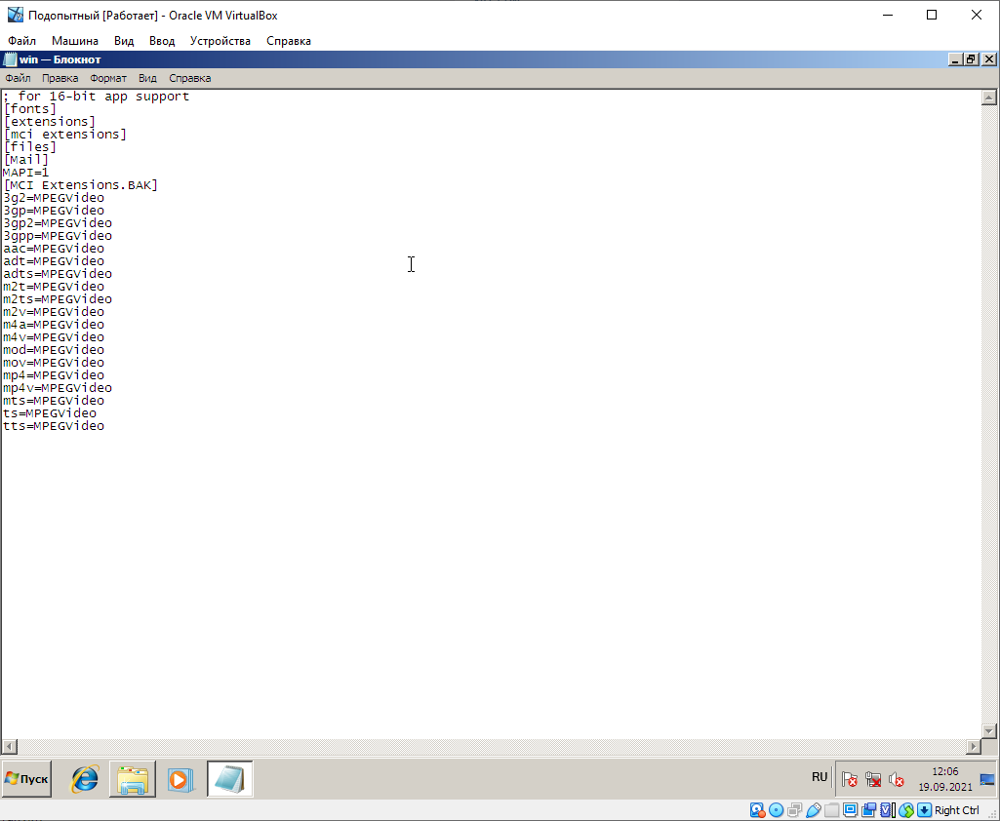 Подопытный [Работает] - Oracle VM VirtualBox
Файл Машина Вид Ввод Устройства Справка
win — Блокнот
Файл Правка Формат Вид Справка
; for 16-bit app support
[fonts]
[extensions]
[mci extensions]
[files]
[Mail]
MAPI=1
[MCI Extensions.BAK]
3g2=MPEGVideo
3gp=MPEGVideo
3gp2=MPEGVideo
3gpp=MPEGVideo
aac=MPEGVideo
adt=MPEGVideo
adts=MPEGVideo
m2t=MPEGVideo
m2ts=MPEGVideo
m2v=MPEGVideo
m4a=MPEGVideo
m4v=MPEGVideo
mod=MPEGVideo
mov=MPEGVideo
mp4=MPEGVideo
mp4v=MPEGVideo
mts=MPEGVideo
ts=MPEGVideo
tts=MPEGVideo
Пуск
RU
12:06
19.09.2021
Right Ctrl